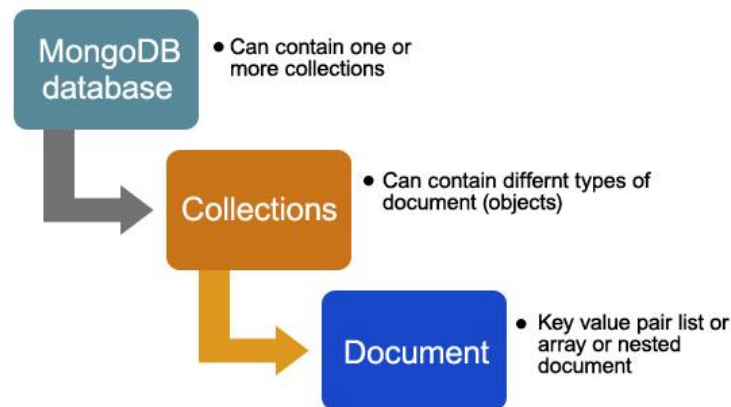 MongoDB
database
• Can contain one or
more collections
Collections
• Can contain differnt types of
document (objects)
Document
• Key value pair list or
array or nested
document